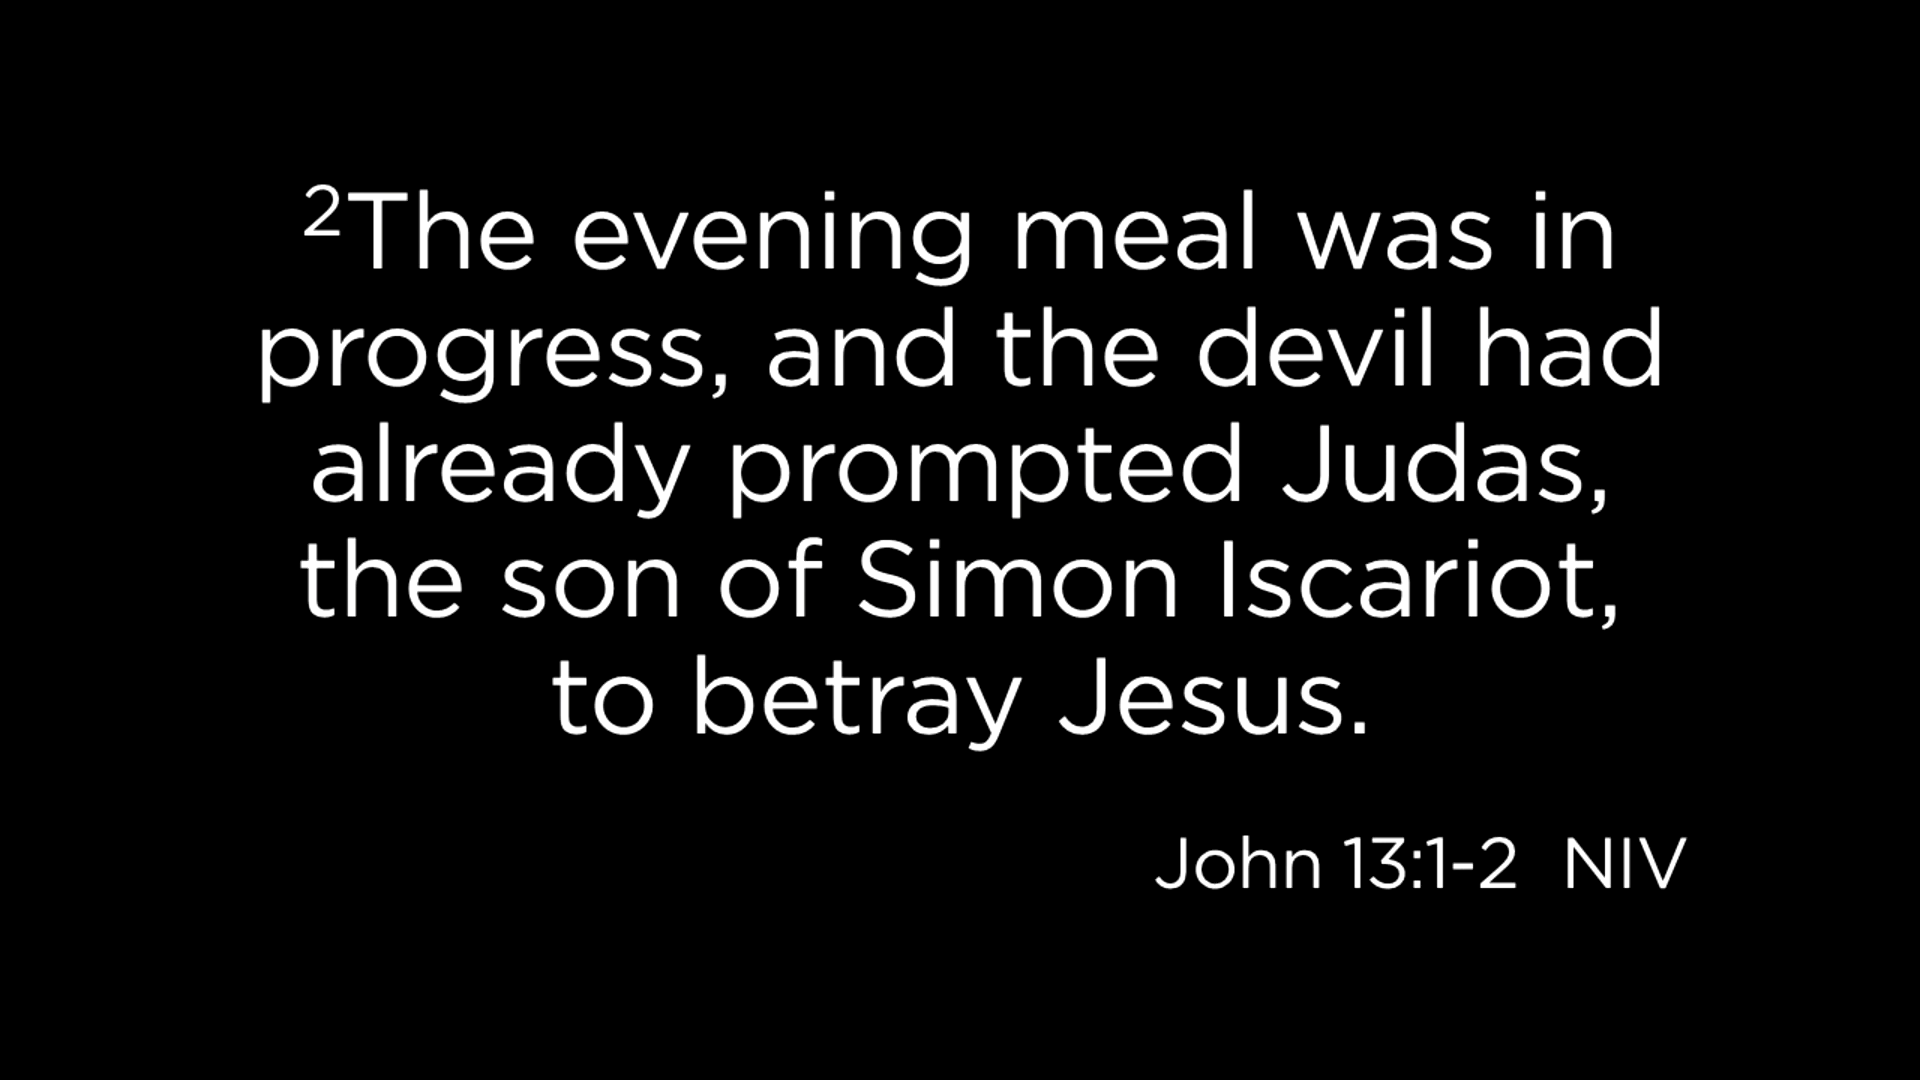 ²The evening meal was in
progress, and the devil had
already prompted Judas,
the son of Simon Iscariot,
to betray Jesus.
John 13:1-2 NIV